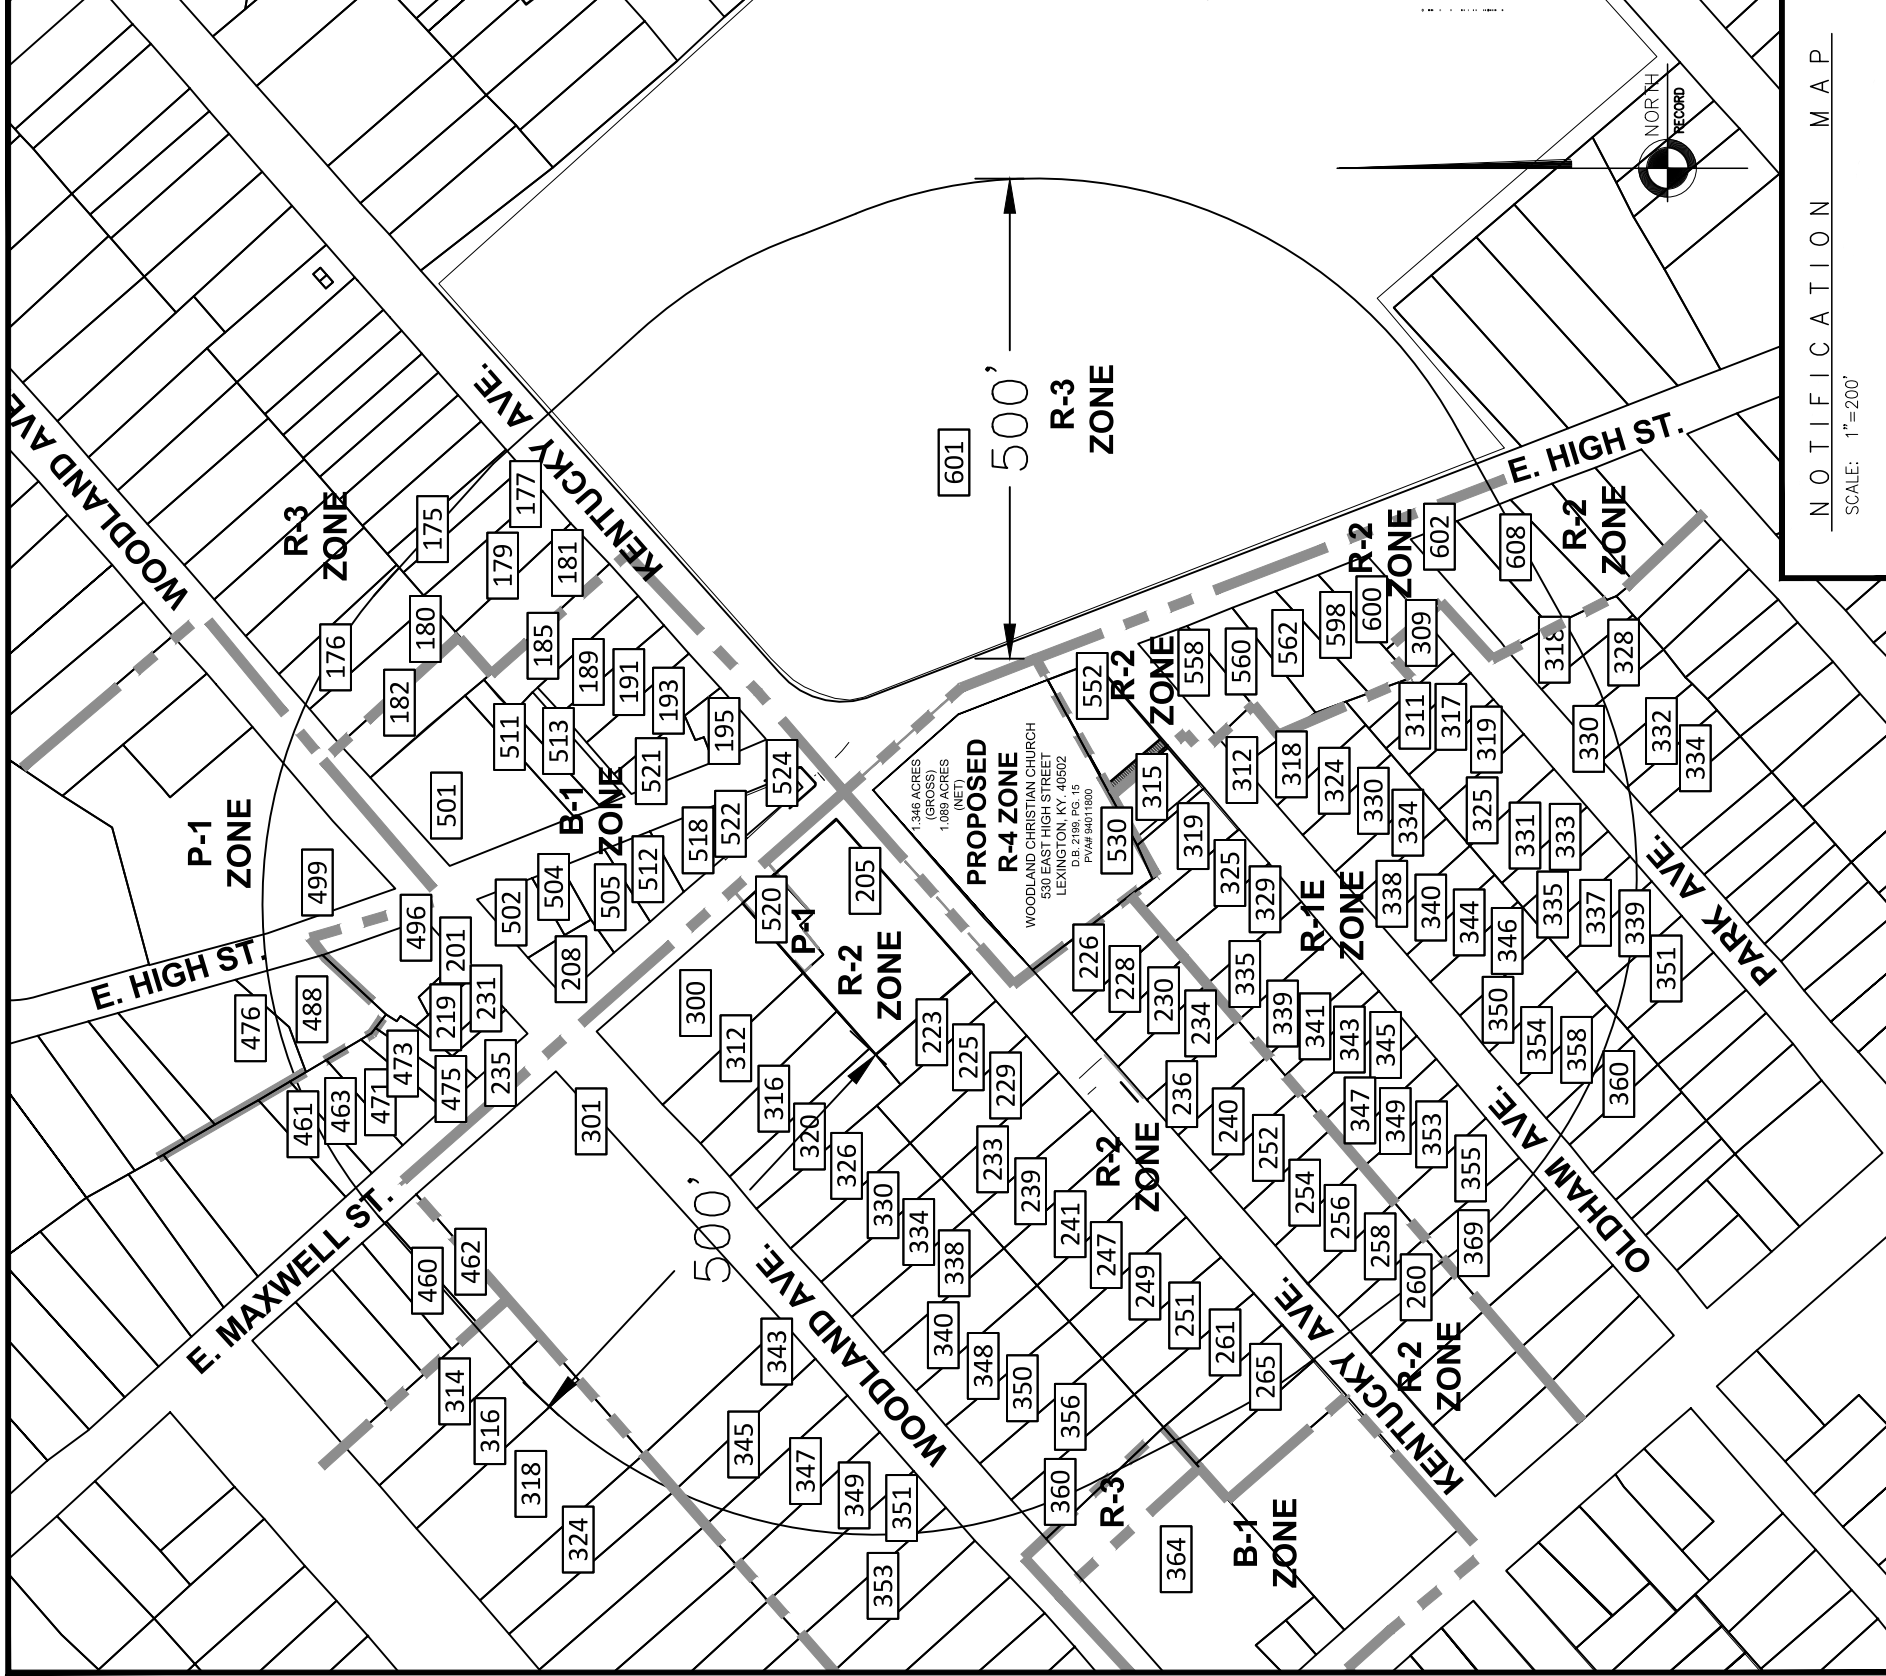 WOODLAND AVE
P-1
ZONE
E. HIGH ST.
476
499
488
461
463
471
473
496
219
201
475
231
235
E. MAXWELL ST.
460
462
301
314
316
318
324
R-3
ZONE
WOODLAND
176
175
180
177
182
179
181
KENTUCKY AVE.
501
511
513
185
189
191
193
195
B-1
ZONE
521
524
502
504
505
512
518
522
208
520
P-1
205
R-2
ZONE
300
312
316
320
326
330
334
338
500'
343
345
347
349
351
353
WOODLAND AVE.
223
225
229
233
239
241
247
249
251
261
265
340
348
350
356
360
364
R-3
B-1
ZONE
R-2
ZONE
KENTUCKY AVE.
1.346 ACRES
(GROSS)
1.089 ACRES
(NET)
PROPOSED
R-4 ZONE
WOODLAND CHRISTIAN CHURCH
530 EAST HIGH STREET
LEXINGTON, KY. 40502
D.B. 2199, PG. 15
PVA# 94011800
601
500'
R-3
ZONE
530
552
R-2
ZONE
558
560
562
598
600
R-2
ZONE
602
309
608
R-2
ZONE
E. HIGH ST.
315
319
325
329
R-1E
ZONE
226
228
230
234
236
240
252
254
256
258
260
R-2
ZONE
335
339
341
343
345
347
349
353
355
369
OLDHAM AVE.
312
318
324
330
334
338
340
344
346
350
354
358
360
311
317
319
325
331
333
335
337
339
351
PARK AVE.
318
328
330
332
334
NORTH
RECORD
NOTIFICATION MAP
SCALE: 1"=200'